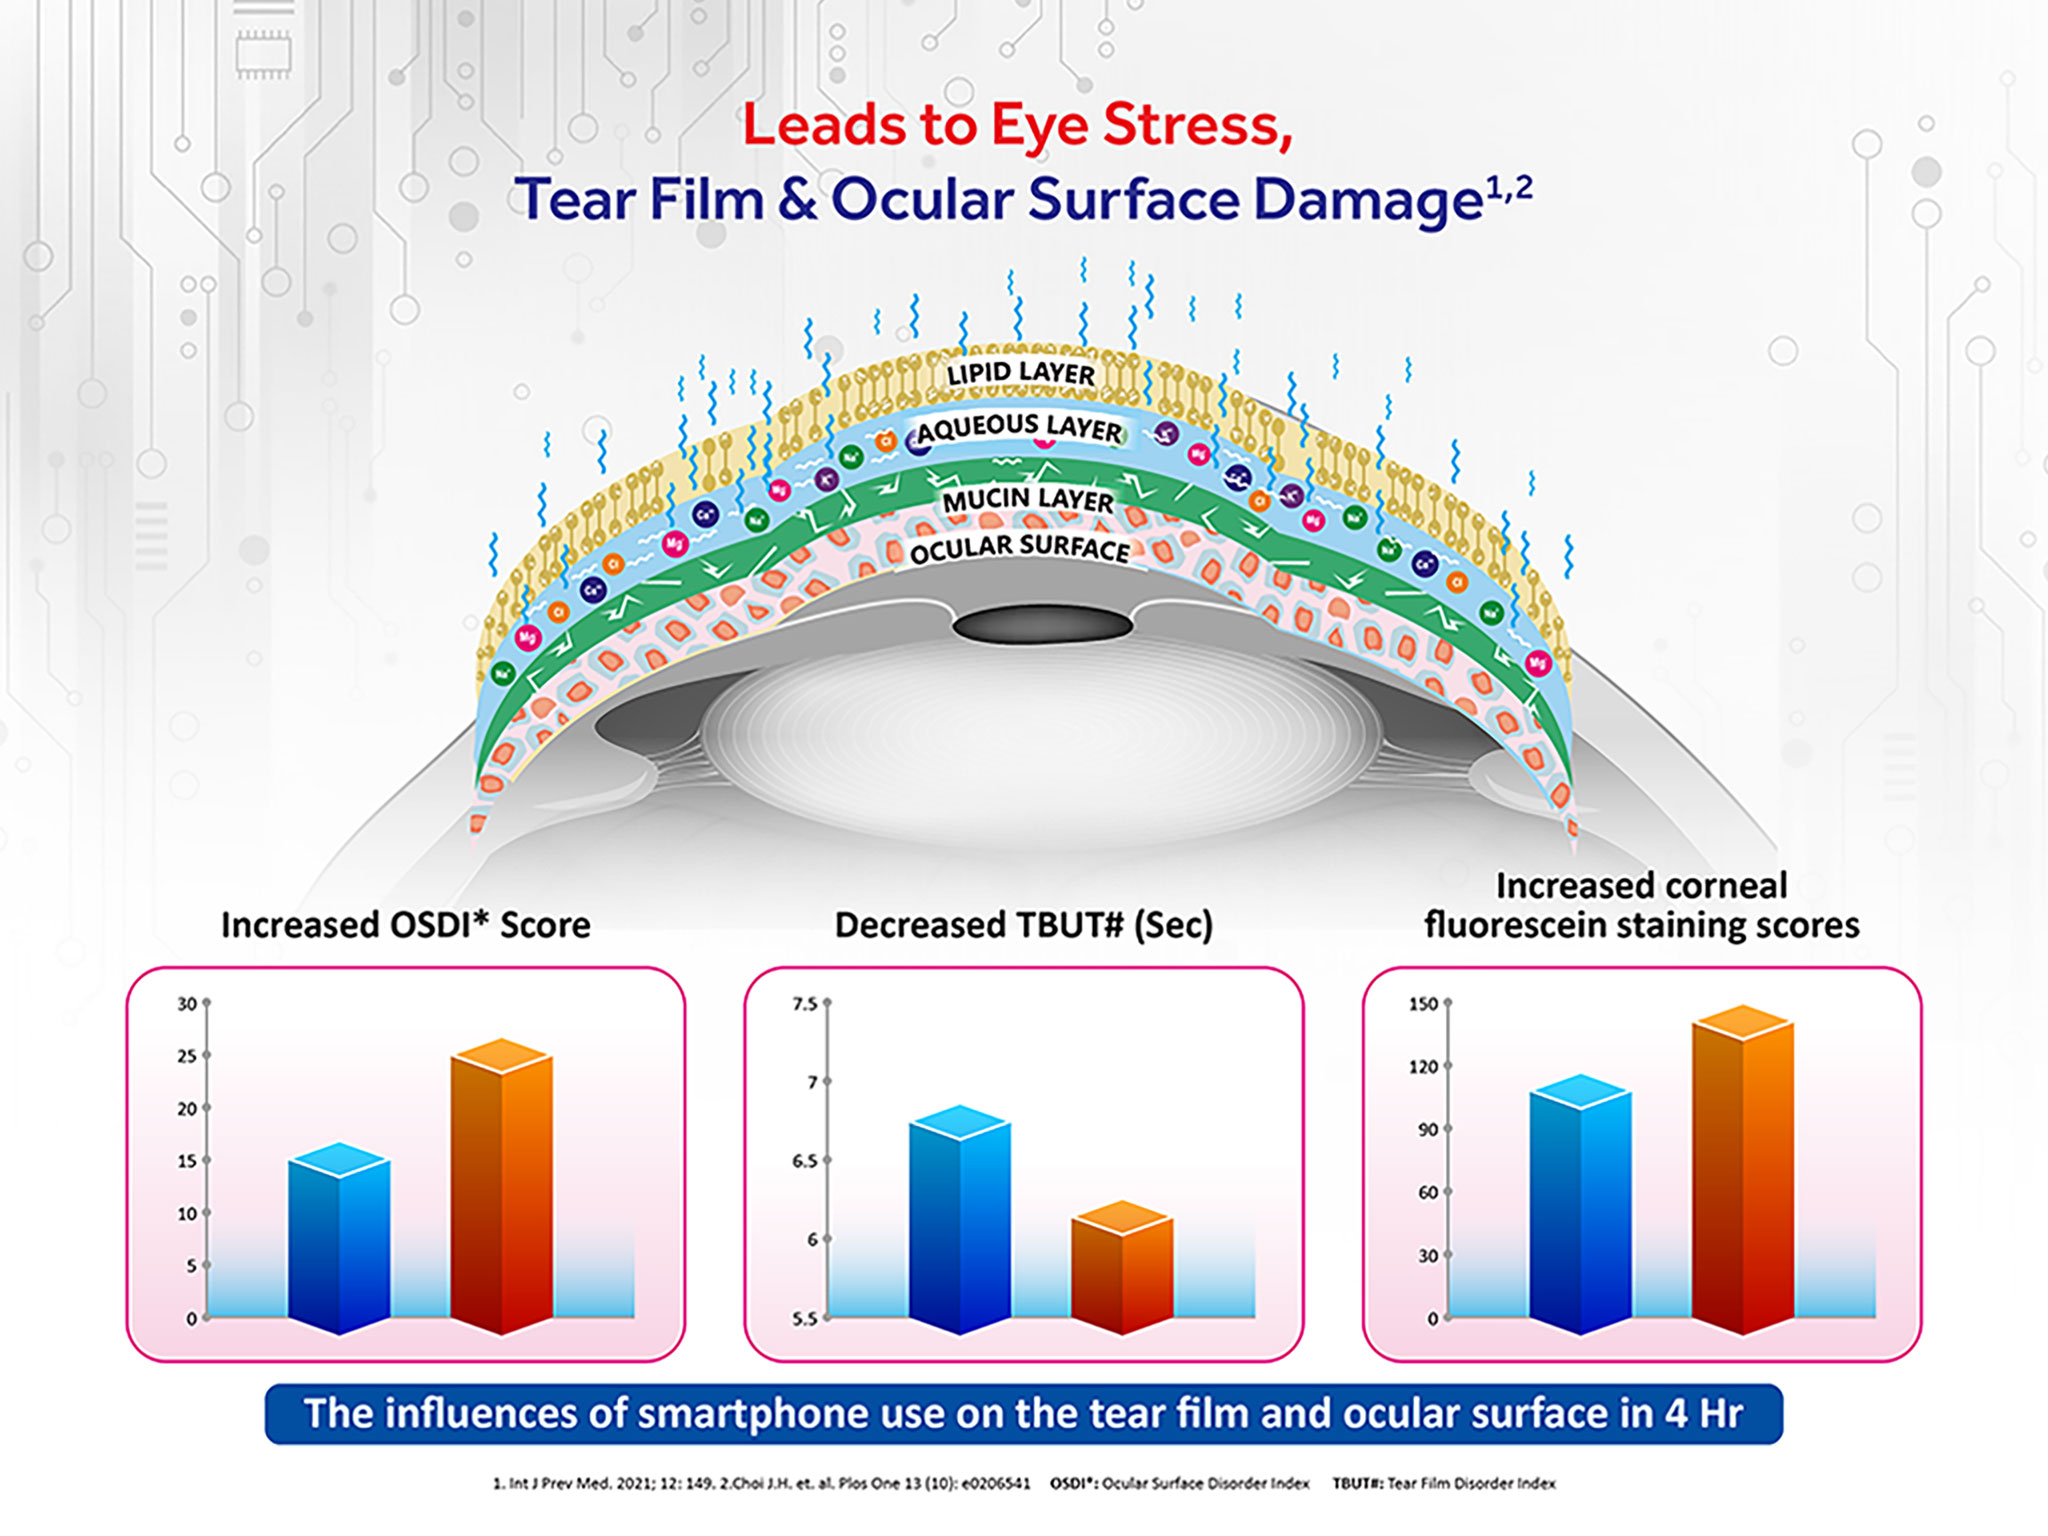 Leads to Eye Stress,
Tear Film & Ocular Surface Damage1,2
LIPID LAYER
AQUEOUS LAYER
MUCIN LAYER
OCULAR SURFACE
Increased OSDI* Score
30
25
20
15
10
5
0
Decreased TBUT# (Sec)
7.5
7
6.5
6
5.5
Increased corneal
fluorescein staining scores
150
120
90
60
30
0
The influences of smartphone use on the tear film and ocular surface in 4 Hr
1. Int J Prev Med. 2021; 12: 149. 2.Choi J.H. et. al. Plos One 13 (10): e0206541 OSDI*: Ocular Surface Disorder Index TBUT#: Tear Film Disorder Index